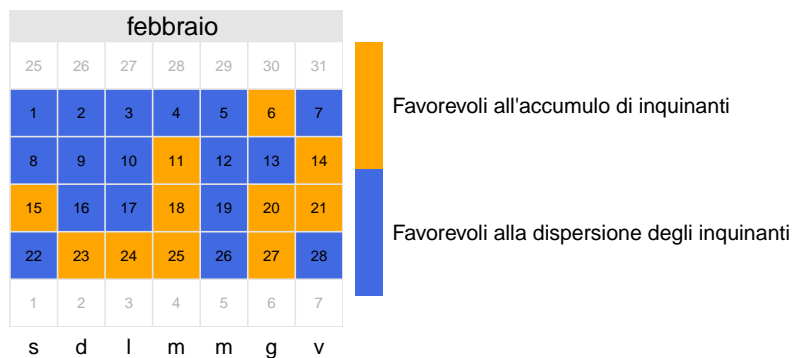 febbraio
25 26 27 28 29 30 31
1 2 3 4 5 6 7
8 9 10 11 12 13 14
15 16 17 18 19 20 21
22 23 24 25 26 27 28
1 2 3 4 5 6 7
s d l m m g v
Favorevoli all'accumulo di inquinanti
Favorevoli alla dispersione degli inquinanti